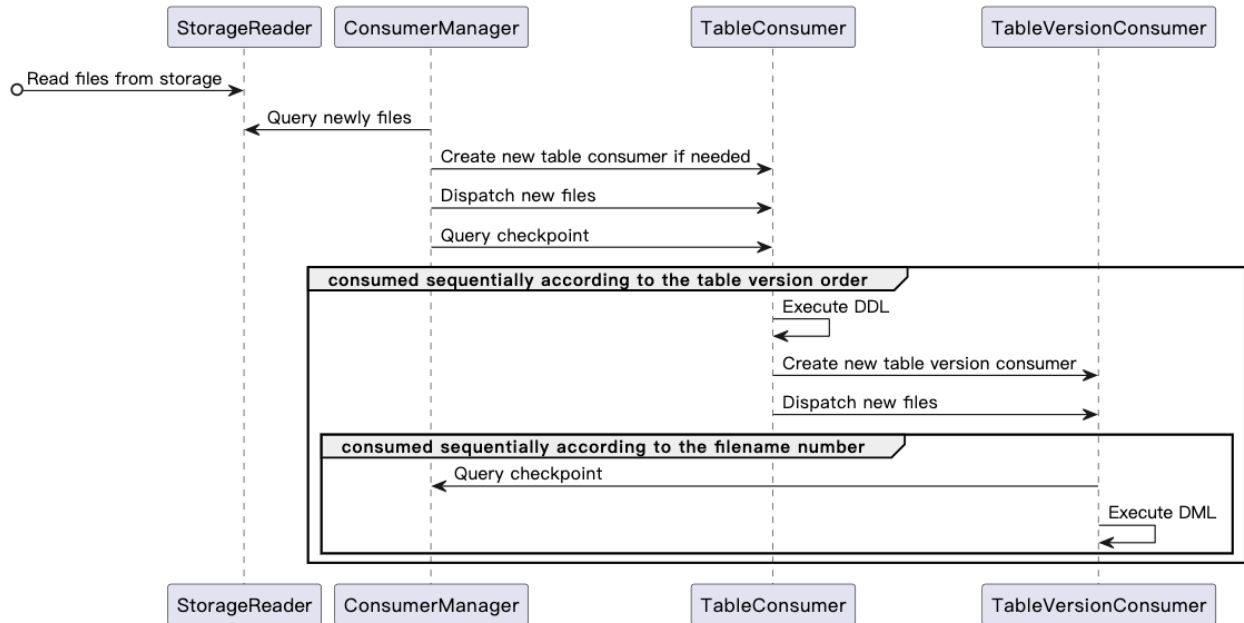 StorageReader
ConsumerManager
TableConsumer
TableVersionConsumer
Read files from storage
Query newly files
Create new table consumer if needed
Dispatch new files
Query checkpoint
consumed sequentially according to the table version order
Execute DDL
Create new table version consumer
Dispatch new files
consumed sequentially according to the filename number
Query checkpoint
Execute DML
StorageReader
ConsumerManager
TableConsumer
TableVersionConsumer